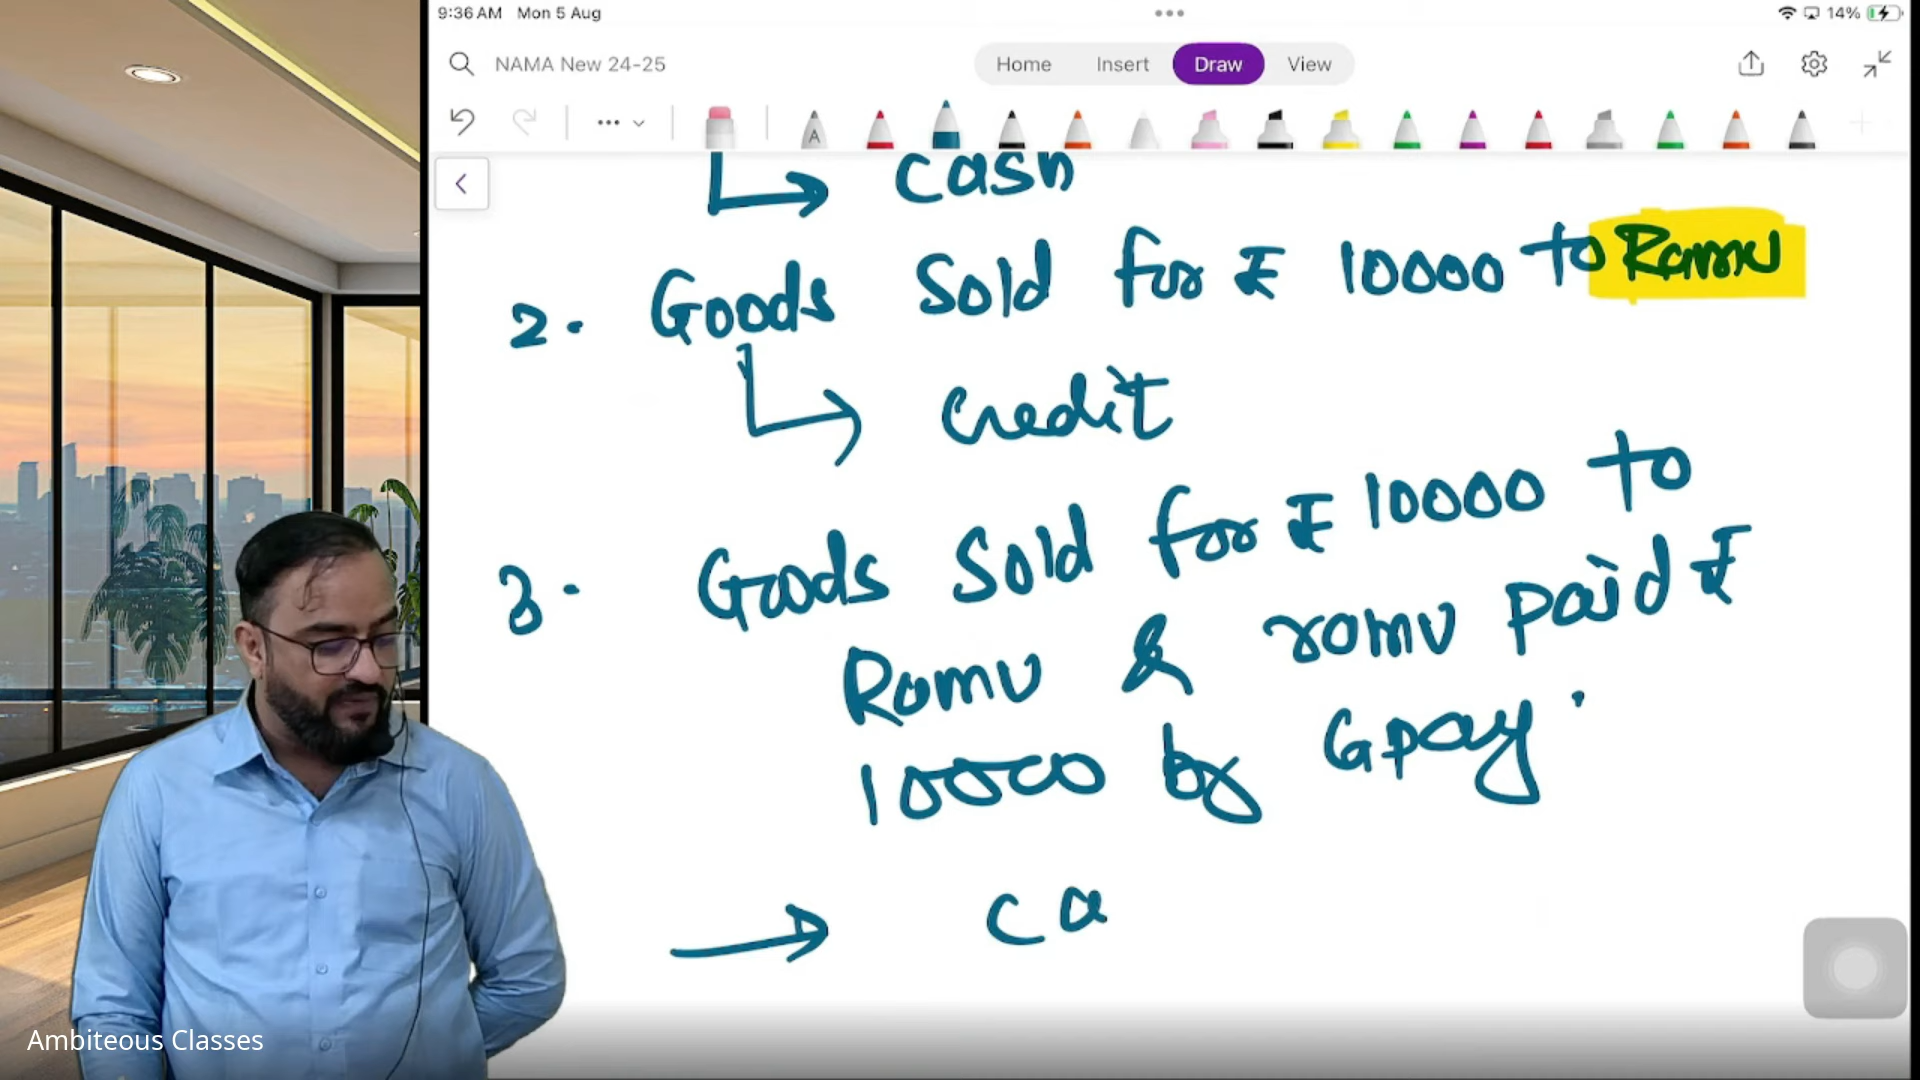 9:36 AM Mon 5 Aug
14%
NAMA New 24-25
Home Insert Draw View
A
cash
2. Goods Sold for ₹ 10000 to Ramu
credit
3. Goods Sold for ₹ 10000 to
Ramu & ramu paid ₹
10000 by Gpay.
Ca
Ambiteous Classes